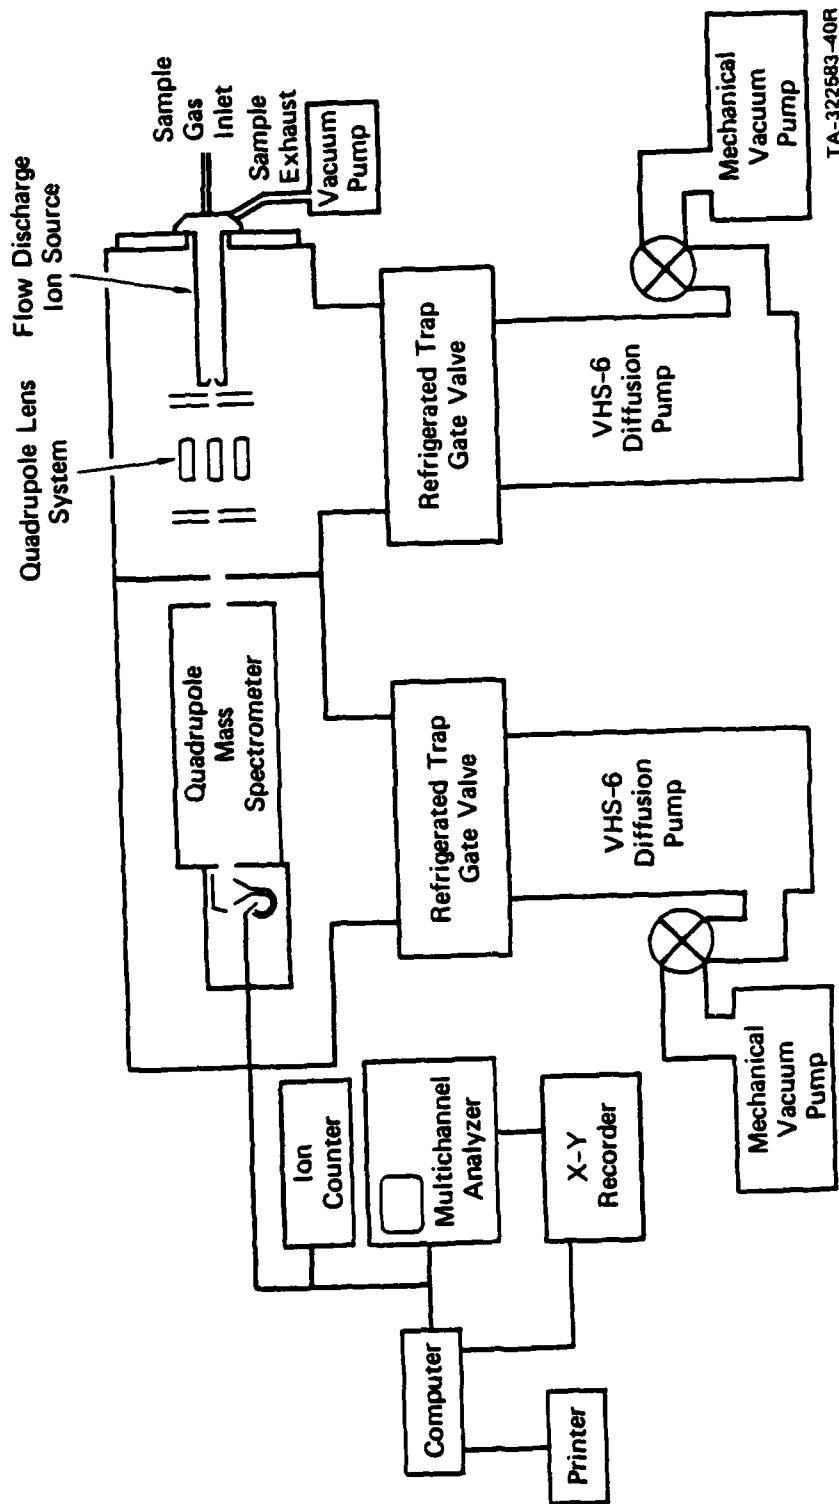 Quadrupole Lens
System
Flow Discharge
Ion Source
Sample
Gas
Inlet
Sample
Exhaust
Vacuum
Pump
Quadrupole
Mass
Spectrometer
Ion
Counter
Multichannel
Analyzer
X-Y
Recorder
Computer
Printer
Refrigerated Trap
Gate Valve
VHS-6
Diffusion
Pump
Mechanical
Vacuum
Pump
Refrigerated Trap
Gate Valve
VHS-6
Diffusion
Pump
Mechanical
Vacuum
Pump
TA-322583-40R